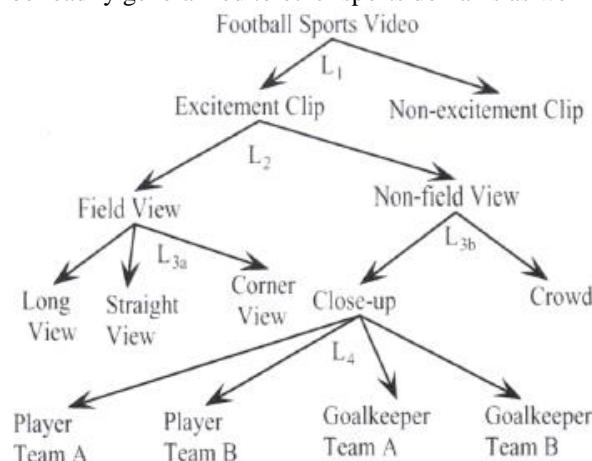 Football Sports Video
L1
Excitement Clip Non-excitement Clip
L2
Field View Non-field View
L3a L3b
Long Straight Corner Close-up Crowd
View View View
L4
Player Player Goalkeeper Goalkeeper
Team A Team B Team A Team B